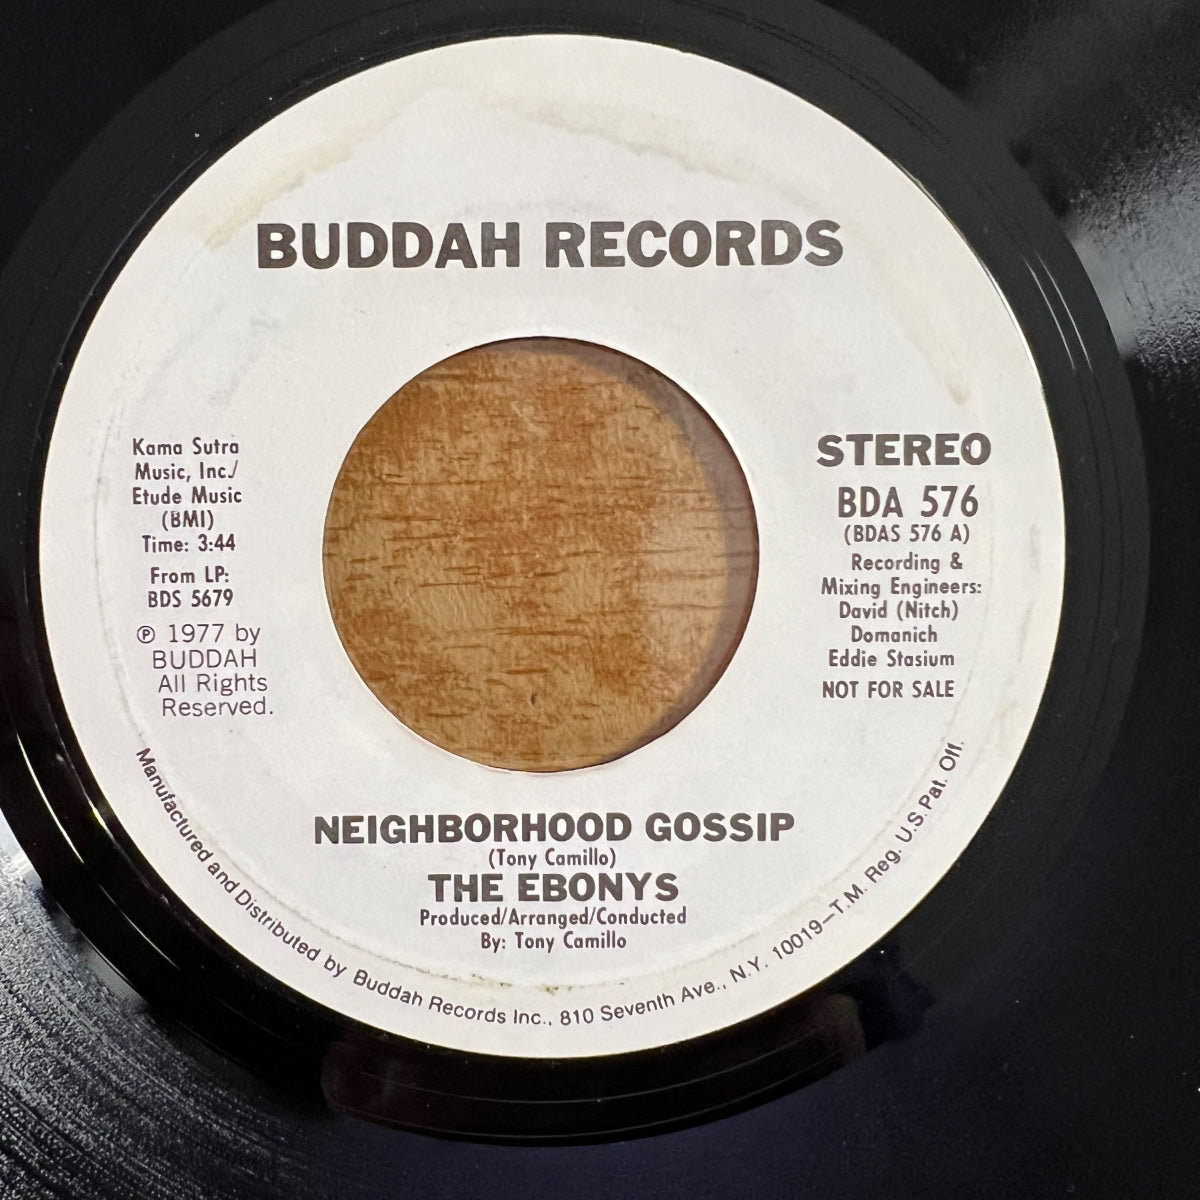 BUDDAH RECORDS
Kama Sutra
Music, Inc./
Etude Music
(BMI)
Time: 3:44
From LP:
BDS 5679
℗ 1977 by
BUDDAH
All Rights
Reserved.
STEREO
BDA 576
(BDAS 576 A)
Recording &
Mixing Engineers:
David (Nitch)
Domanich
Eddie Stasium
NOT FOR SALE
NEIGHBORHOOD GOSSIP
(Tony Camillo)
THE EBONYS
Produced/Arranged/Conducted
By: Tony Camillo
Manufactured and Distributed by Buddah Records Inc., 810 Seventh Ave., N.Y. 10019—T.M. Reg. U.S. Pat. Off.